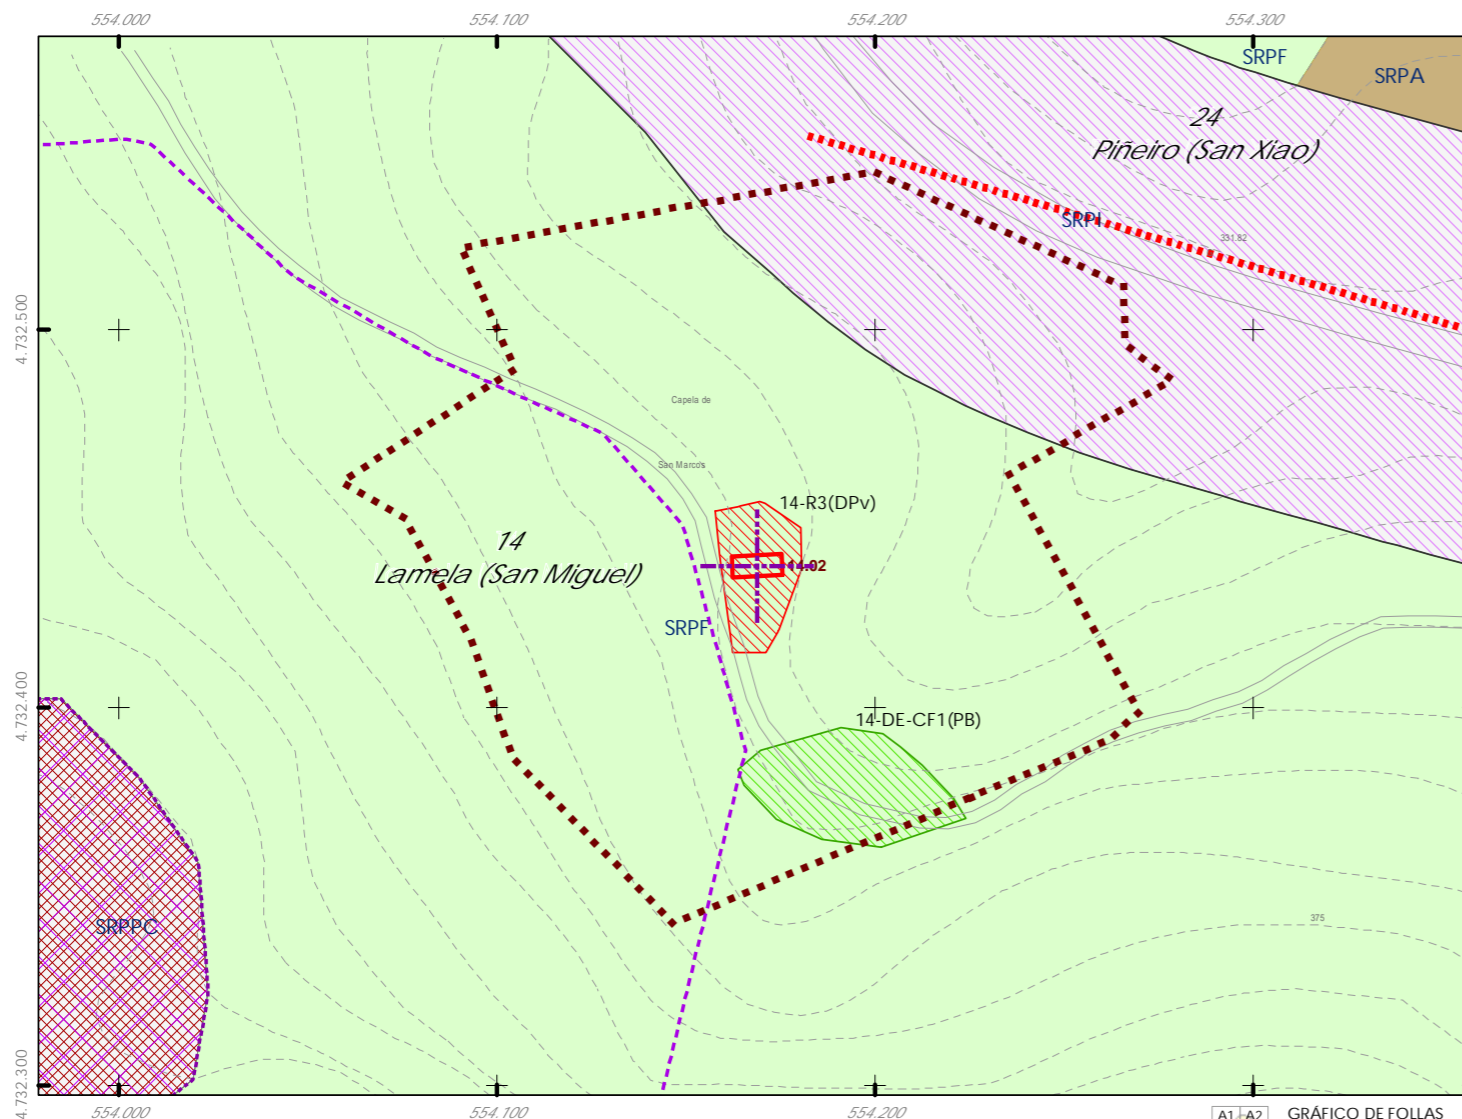 554.000 554.100 554.200 554.300
SRPF
SRPA
24
Piñeiro (San Xiao)
SRPI
331.82
4.732.500
Capela de
San Marcos
14-R3(DPv)
14
Lamela (San Miguel)
14.02
SRPF
4.732.400
14-DE-CF1(PB)
SRPPC
375
4.732.300
554.000 554.100 554.200 554.300
A1 A2 GRÁFICO DE FOLLAS